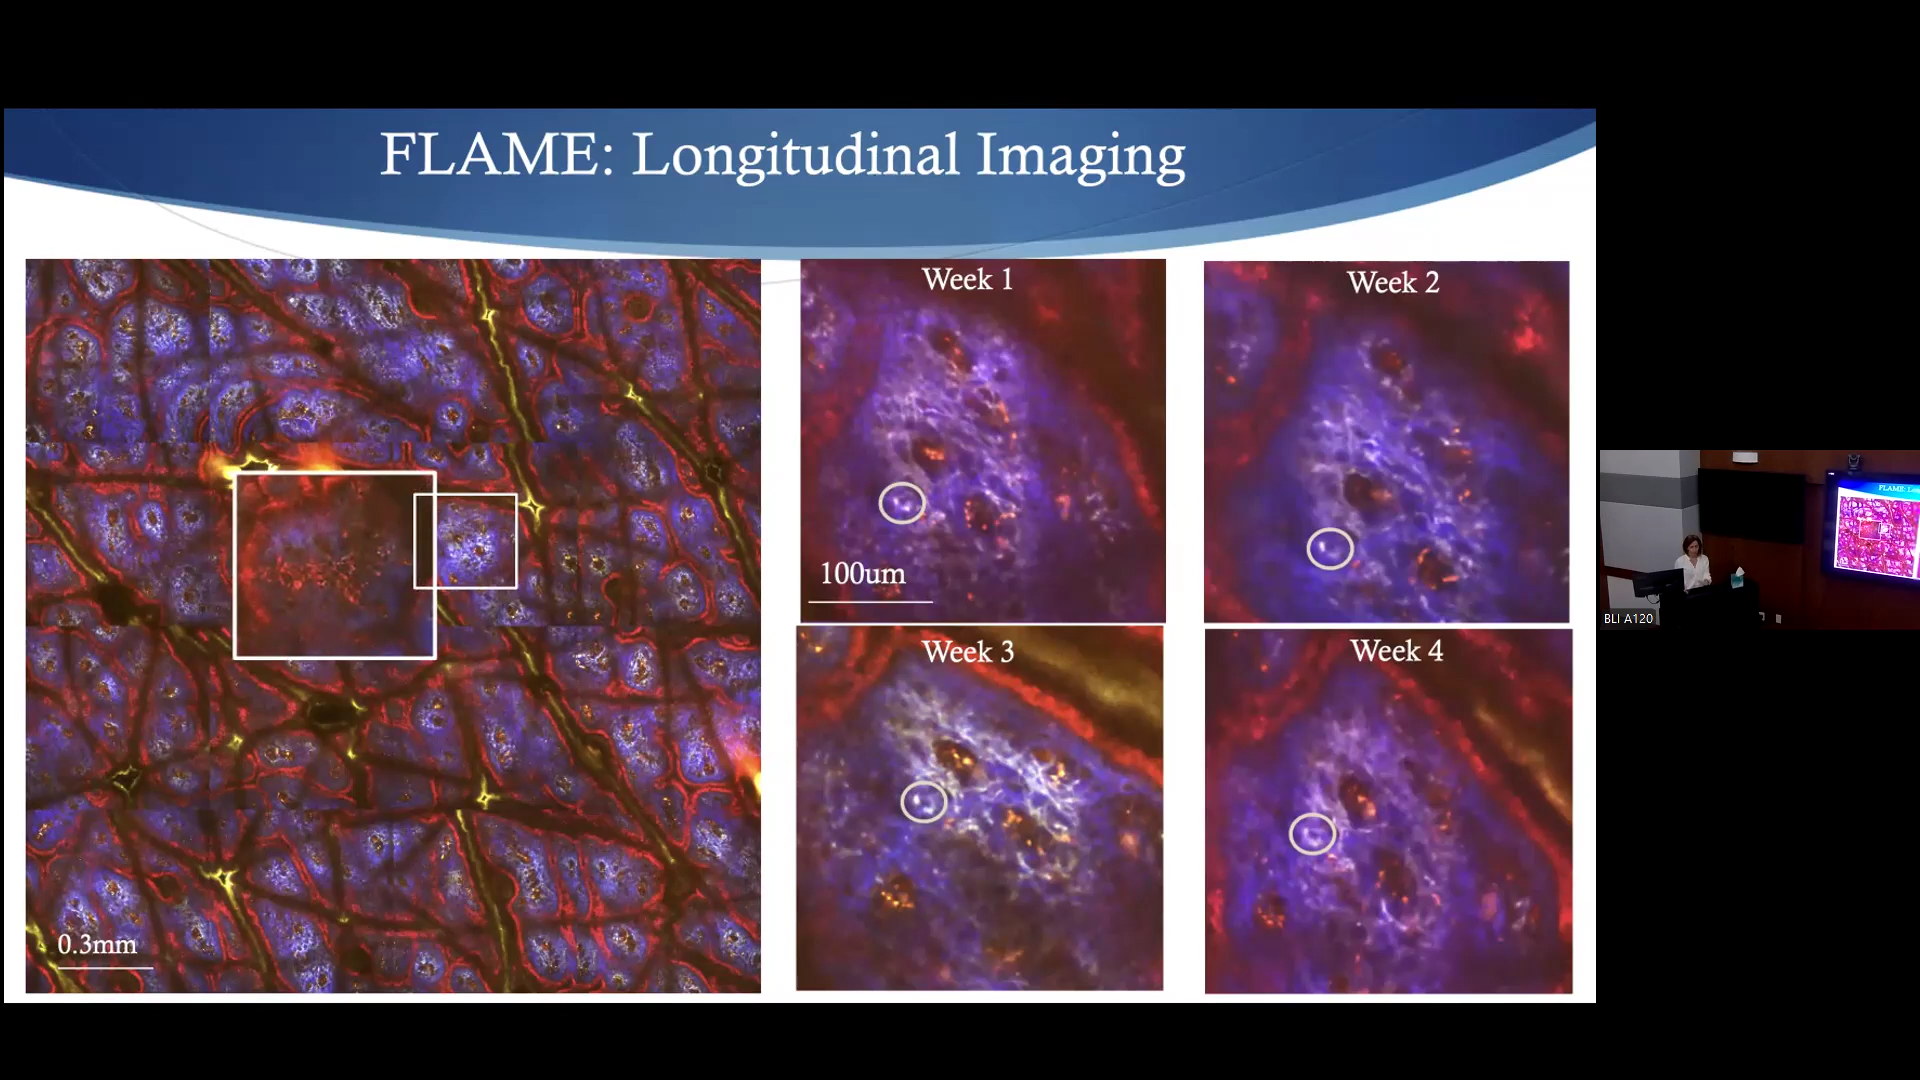 FLAME: Longitudinal Imaging
0.3mm
Week 1
100um
Week 2
Week 3
Week 4
BLI A120